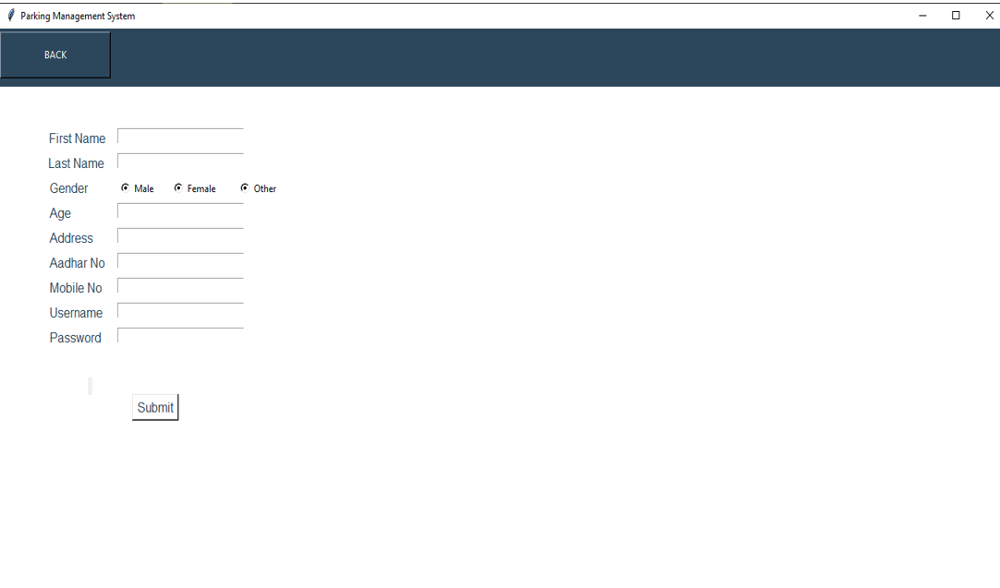 Parking Management System
BACK
First Name
Last Name
Gender Male Female Other
Age
Address
Aadhar No
Mobile No
Username
Password
Submit